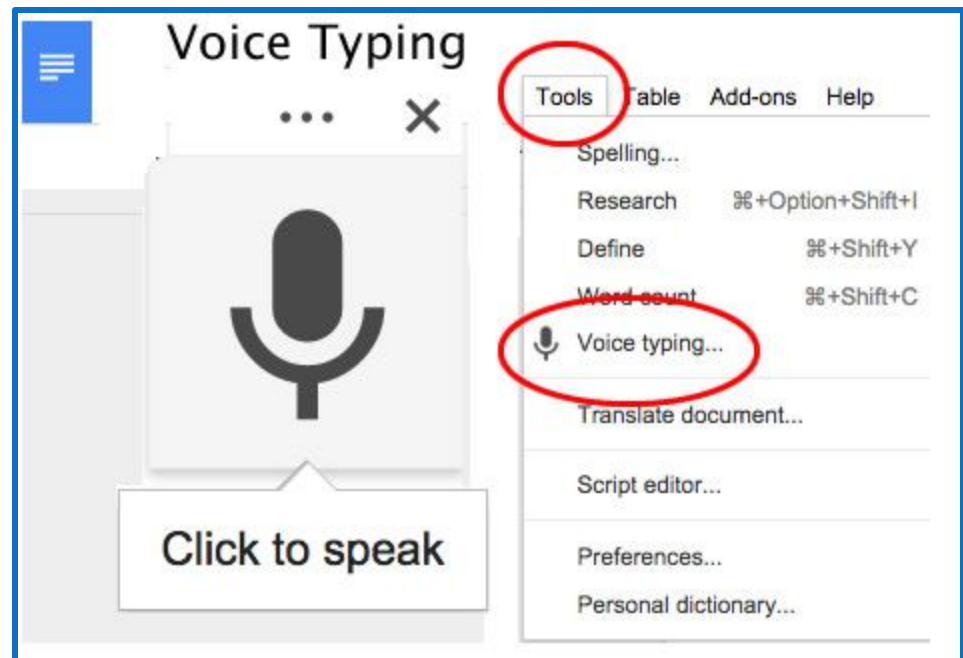 Voice Typing
Click to speak
Tools Table Add-ons Help
Spelling...
Research ⌘+Option+Shift+I
Define ⌘+Shift+Y
Word count ⌘+Shift+C
Voice typing...
Translate document...
Script editor...
Preferences...
Personal dictionary...